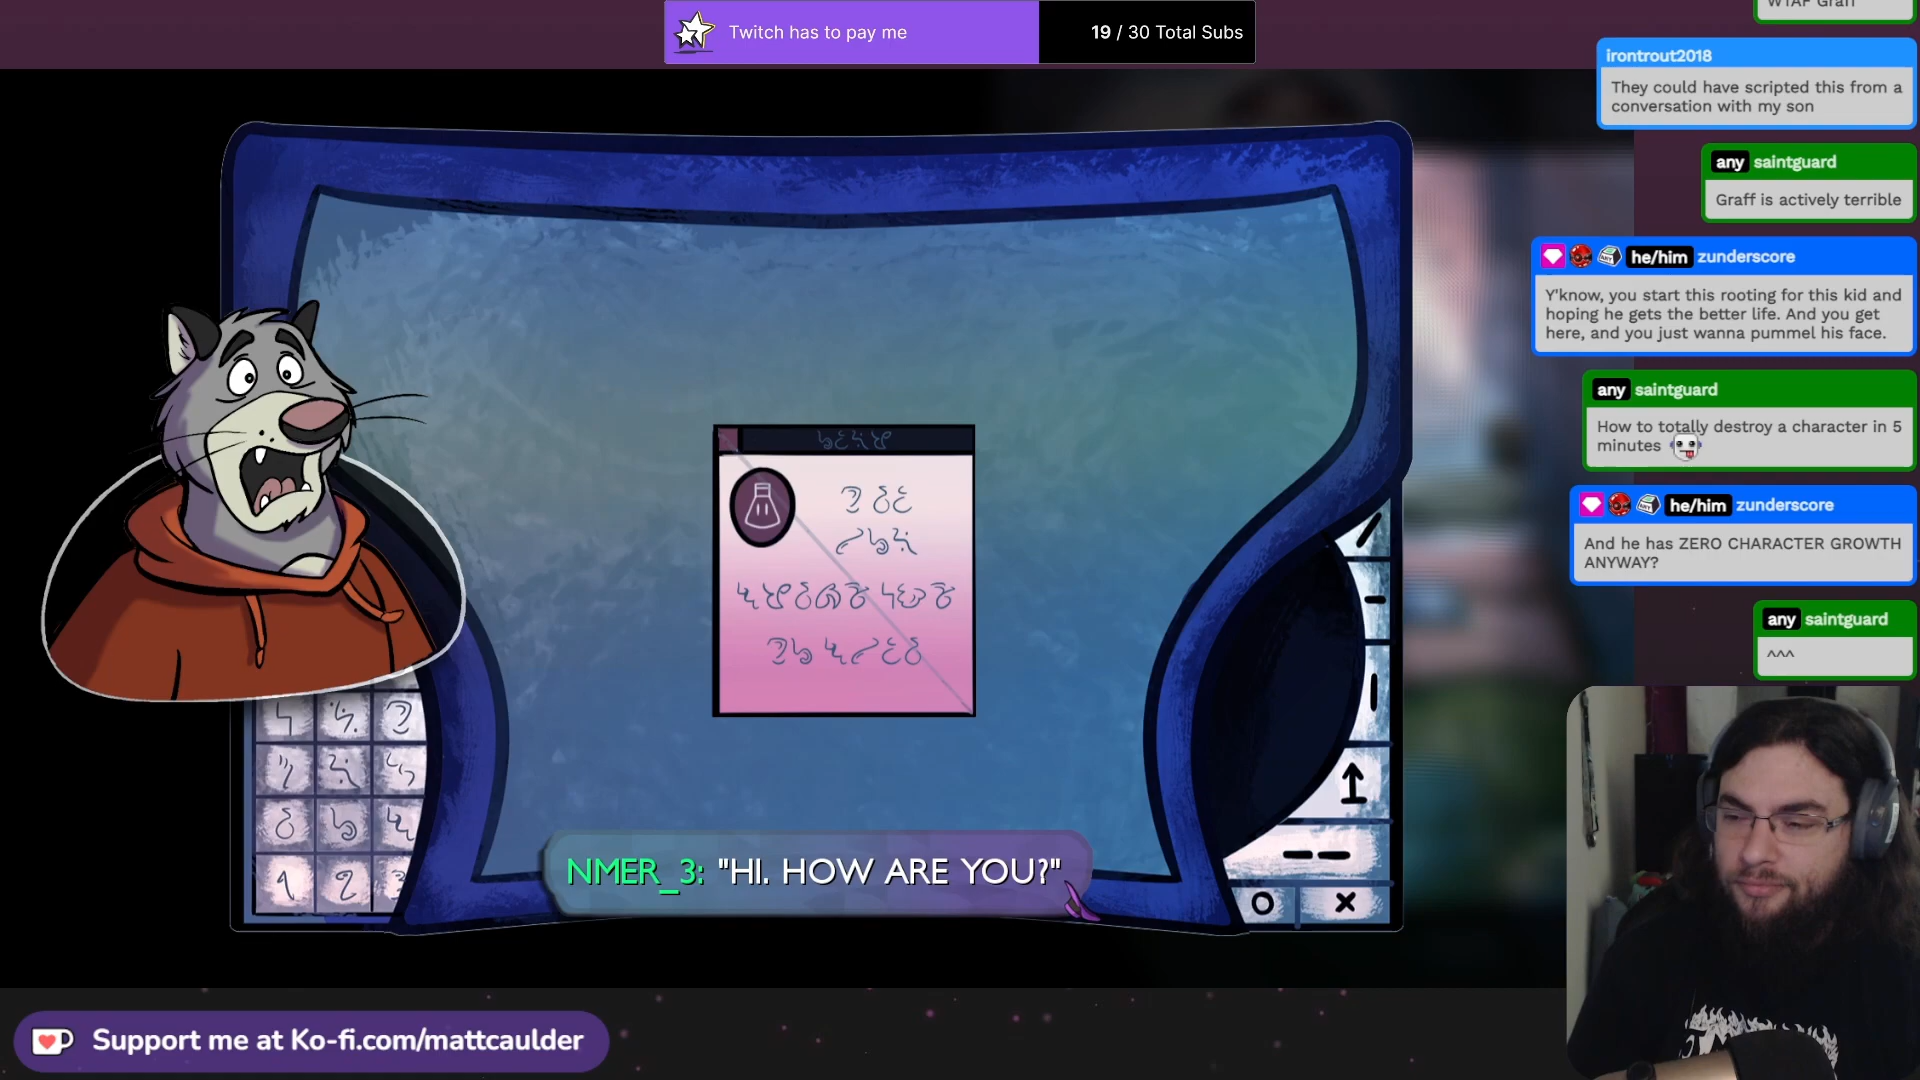 Twitch has to pay me
19 / 30 Total Subs
WTAF Graff
irontrout2018
They could have scripted this from a
conversation with my son
any saintguard
Graff is actively terrible
he/him zunderscore
Y'know, you start this rooting for this kid and
hoping he gets the better life. And you get
here, and you just wanna pummel his face.
any saintguard
How to totally destroy a character in 5
minutes
he/him zunderscore
And he has ZERO CHARACTER GROWTH
ANYWAY?
any saintguard
^^^
NMER_3: "HI. HOW ARE YOU?"
Support me at Ko-fi.com/mattcaulder